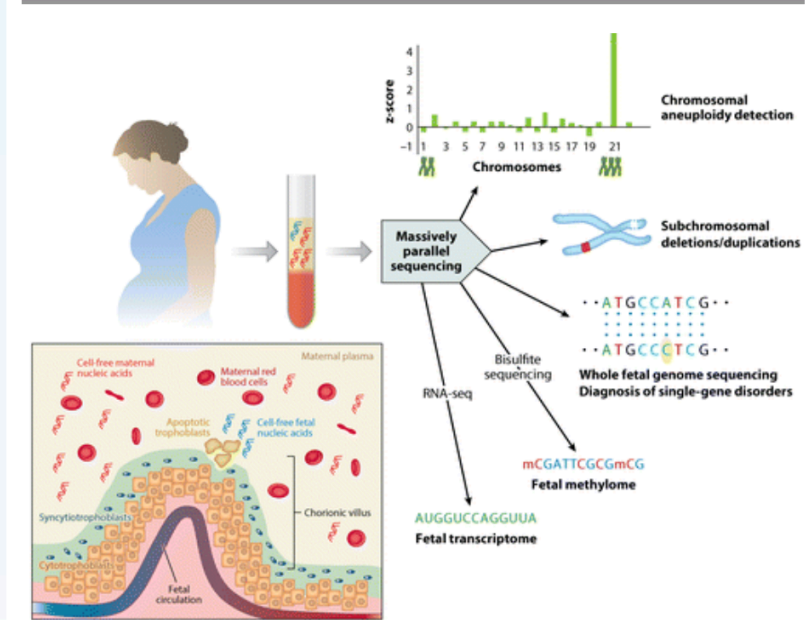 4
3
2
1
0
−1
z-score
1 3 5 7 9 11 13 15 17 19 21
Chromosomes
Chromosomal
aneuploidy detection
Massively
parallel
sequencing
Subchromosomal
deletions/duplications
··ATGCCATCG··
··ATGCCCTCG··
Whole fetal genome sequencing
Diagnosis of single-gene disorders
Bisulfite
sequencing
RNA-seq
mCGATTCGCGmCG
Fetal methylome
AUGGUCCAGGUUA
Fetal transcriptome
Maternal plasma
Cell-free maternal
nucleic acids
Maternal red
blood cells
Apoptotic
trophoblasts
Cell-free fetal
nucleic acids
Chorionic villus
Syncytiotrophoblasts
Cytotrophoblasts
Fetal
circulation